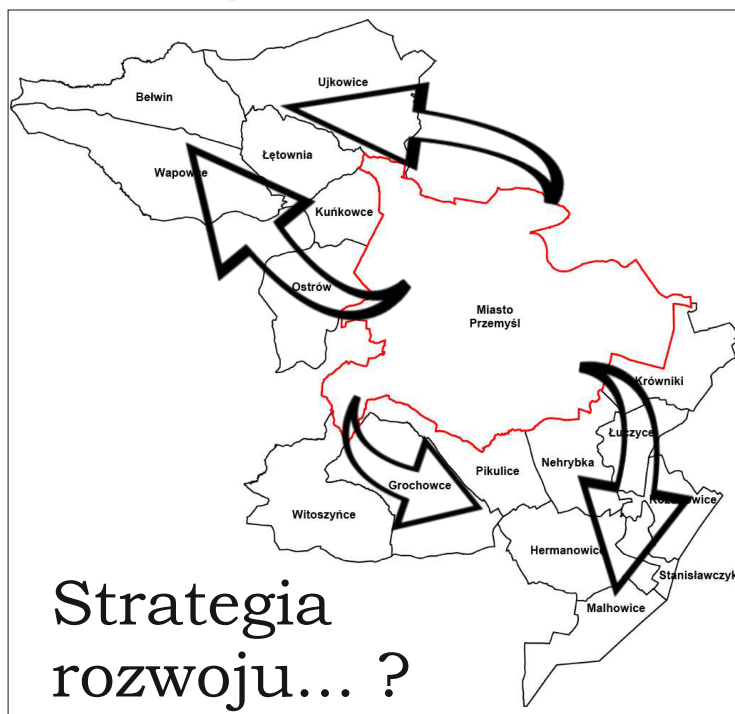 Ujkowice
Bełwin
Łętownia
Wapowce
Kuńkowce
Ostrów
Miasto
Przemyśl
Krówniki
Łuczyce
Pikulice
Nehrybka
Grochowce
Witoszyńce
Hermanowice
Stanisławczyk
Malhowice
Strategia
rozwoju... ?